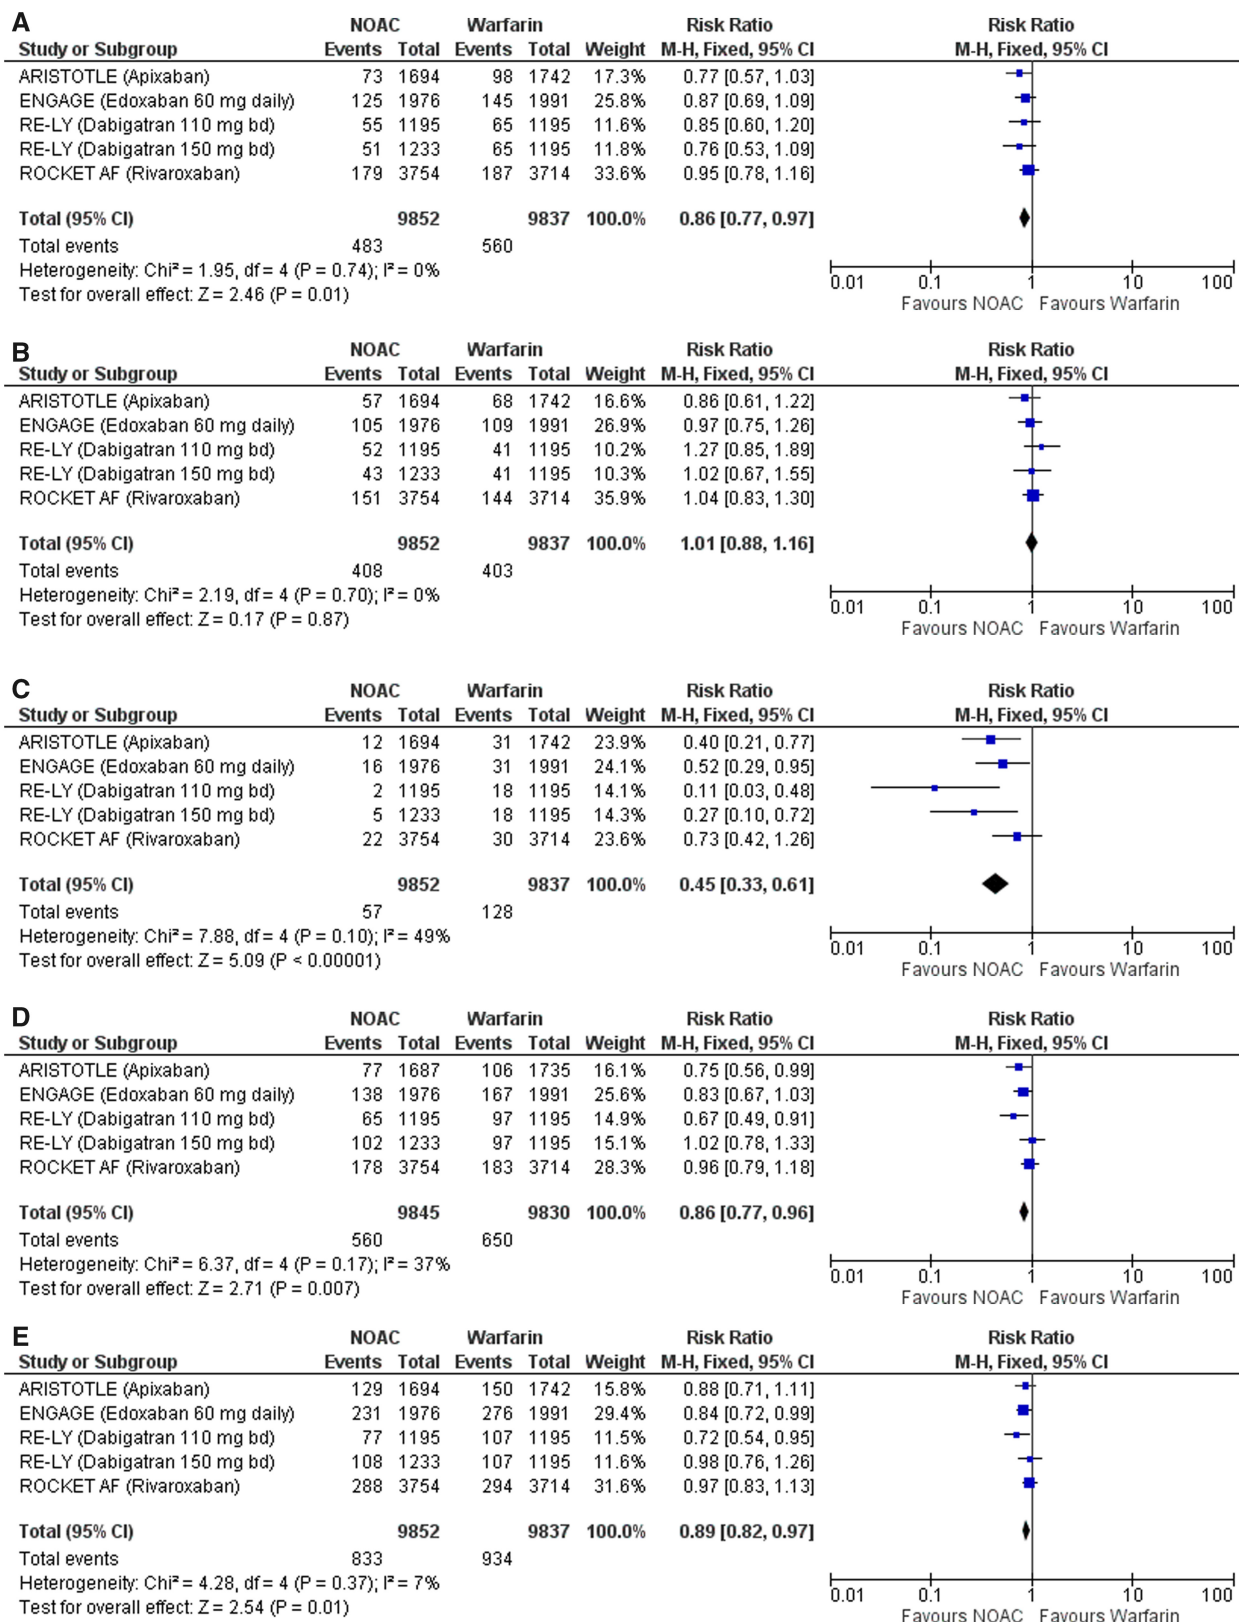 A
NOAC Warfarin Risk Ratio Risk Ratio
Study or Subgroup Events Total Events Total Weight M-H, Fixed, 95% CI M-H, Fixed, 95% CI
ARISTOTLE (Apixaban) 73 1694 98 1742 17.3% 0.77 [0.57, 1.03]
ENGAGE (Edoxaban 60 mg daily) 125 1976 145 1991 25.8% 0.87 [0.69, 1.09]
RE-LY (Dabigatran 110 mg bd) 55 1195 65 1195 11.6% 0.85 [0.60, 1.20]
RE-LY (Dabigatran 150 mg bd) 51 1233 65 1195 11.8% 0.76 [0.53, 1.09]
ROCKET AF (Rivaroxaban) 179 3754 187 3714 33.6% 0.95 [0.78, 1.16]
Total (95% CI) 9852 9837 100.0% 0.86 [0.77, 0.97]
Total events 483 560
Heterogeneity: Chi² = 1.95, df = 4 (P = 0.74); I² = 0%
Test for overall effect: Z = 2.46 (P = 0.01)
0.01 0.1 1 10 100
Favours NOAC Favours Warfarin
B
NOAC Warfarin Risk Ratio Risk Ratio
Study or Subgroup Events Total Events Total Weight M-H, Fixed, 95% CI M-H, Fixed, 95% CI
ARISTOTLE (Apixaban) 57 1694 68 1742 16.6% 0.86 [0.61, 1.22]
ENGAGE (Edoxaban 60 mg daily) 105 1976 109 1991 26.9% 0.97 [0.75, 1.26]
RE-LY (Dabigatran 110 mg bd) 52 1195 41 1195 10.2% 1.27 [0.85, 1.89]
RE-LY (Dabigatran 150 mg bd) 43 1233 41 1195 10.3% 1.02 [0.67, 1.55]
ROCKET AF (Rivaroxaban) 151 3754 144 3714 35.9% 1.04 [0.83, 1.30]
Total (95% CI) 9852 9837 100.0% 1.01 [0.88, 1.16]
Total events 408 403
Heterogeneity: Chi² = 2.19, df = 4 (P = 0.70); I² = 0%
Test for overall effect: Z = 0.17 (P = 0.87)
0.01 0.1 1 10 100
Favours NOAC Favours Warfarin
C
NOAC Warfarin Risk Ratio Risk Ratio
Study or Subgroup Events Total Events Total Weight M-H, Fixed, 95% CI M-H, Fixed, 95% CI
ARISTOTLE (Apixaban) 12 1694 31 1742 23.9% 0.40 [0.21, 0.77]
ENGAGE (Edoxaban 60 mg daily) 16 1976 31 1991 24.1% 0.52 [0.29, 0.95]
RE-LY (Dabigatran 110 mg bd) 2 1195 18 1195 14.1% 0.11 [0.03, 0.48]
RE-LY (Dabigatran 150 mg bd) 5 1233 18 1195 14.3% 0.27 [0.10, 0.72]
ROCKET AF (Rivaroxaban) 22 3754 30 3714 23.6% 0.73 [0.42, 1.26]
Total (95% CI) 9852 9837 100.0% 0.45 [0.33, 0.61]
Total events 57 128
Heterogeneity: Chi² = 7.88, df = 4 (P = 0.10); I² = 49%
Test for overall effect: Z = 5.09 (P < 0.00001)
0.01 0.1 1 10 100
Favours NOAC Favours Warfarin
D
NOAC Warfarin Risk Ratio Risk Ratio
Study or Subgroup Events Total Events Total Weight M-H, Fixed, 95% CI M-H, Fixed, 95% CI
ARISTOTLE (Apixaban) 77 1687 106 1735 16.1% 0.75 [0.56, 0.99]
ENGAGE (Edoxaban 60 mg daily) 138 1976 167 1991 25.6% 0.83 [0.67, 1.03]
RE-LY (Dabigatran 110 mg bd) 65 1195 97 1195 14.9% 0.67 [0.49, 0.91]
RE-LY (Dabigatran 150 mg bd) 102 1233 97 1195 15.1% 1.02 [0.78, 1.33]
ROCKET AF (Rivaroxaban) 178 3754 183 3714 28.3% 0.96 [0.79, 1.18]
Total (95% CI) 9845 9830 100.0% 0.86 [0.77, 0.96]
Total events 560 650
Heterogeneity: Chi² = 6.37, df = 4 (P = 0.17); I² = 37%
Test for overall effect: Z = 2.71 (P = 0.007)
0.01 0.1 1 10 100
Favours NOAC Favours Warfarin
E
NOAC Warfarin Risk Ratio Risk Ratio
Study or Subgroup Events Total Events Total Weight M-H, Fixed, 95% CI M-H, Fixed, 95% CI
ARISTOTLE (Apixaban) 129 1694 150 1742 15.8% 0.88 [0.71, 1.11]
ENGAGE (Edoxaban 60 mg daily) 231 1976 276 1991 29.4% 0.84 [0.72, 0.99]
RE-LY (Dabigatran 110 mg bd) 77 1195 107 1195 11.5% 0.72 [0.54, 0.95]
RE-LY (Dabigatran 150 mg bd) 108 1233 107 1195 11.6% 0.98 [0.76, 1.26]
ROCKET AF (Rivaroxaban) 288 3754 294 3714 31.6% 0.97 [0.83, 1.13]
Total (95% CI) 9852 9837 100.0% 0.89 [0.82, 0.97]
Total events 833 934
Heterogeneity: Chi² = 4.28, df = 4 (P = 0.37); I² = 7%
Test for overall effect: Z = 2.54 (P = 0.01)
0.01 0.1 1 10 100
Favours NOAC Favours Warfarin